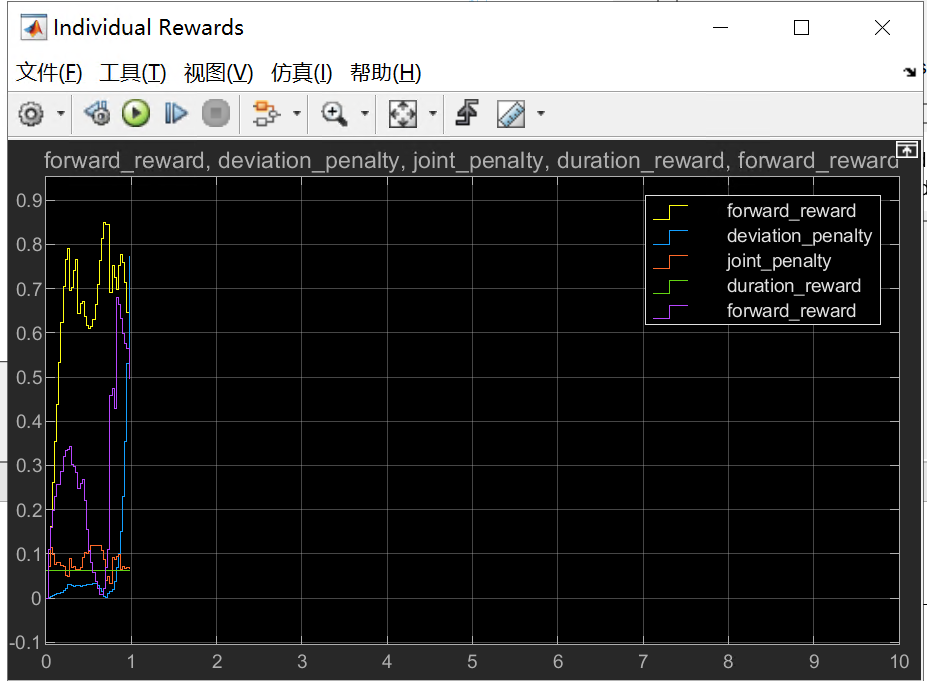 Individual Rewards
文件(F) 工具(T) 视图(V) 仿真(I) 帮助(H)
forward_reward, deviation_penalty, joint_penalty, duration_reward, forward_reward
forward_reward
deviation_penalty
joint_penalty
duration_reward
forward_reward
0.9
0.8
0.7
0.6
0.5
0.4
0.3
0.2
0.1
0
-0.1
0 1 2 3 4 5 6 7 8 9 10